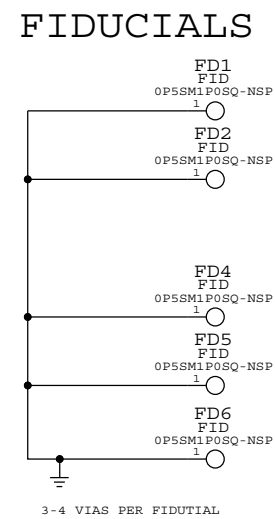 FIDUCIALS
FD1
FID
0P5SM1P0SQ-NSP
1
FD2
FID
0P5SM1P0SQ-NSP
1
FD4
FID
0P5SM1P0SQ-NSP
1
FD5
FID
0P5SM1P0SQ-NSP
1
FD6
FID
0P5SM1P0SQ-NSP
1
3-4 VIAS PER FIDUTIAL